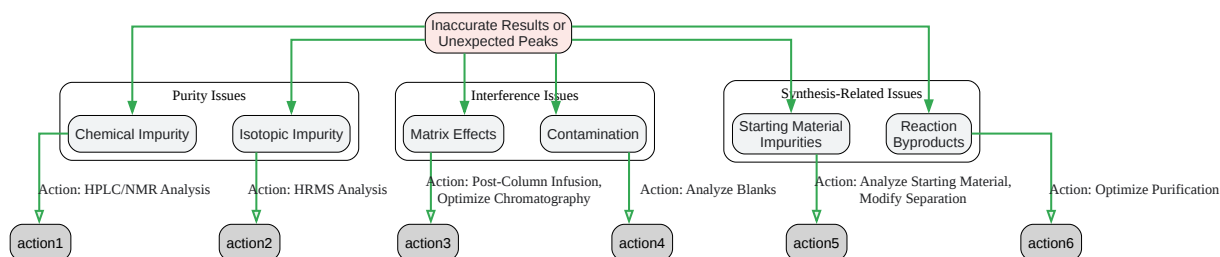 Inaccurate Results or
Unexpected Peaks
Purity Issues
Interference Issues
Synthesis-Related Issues
Chemical Impurity
Isotopic Impurity
Matrix Effects
Contamination
Starting Material
Impurities
Reaction
Byproducts
Action: HPLC/NMR Analysis
Action: HRMS Analysis
Action: Post-Column Infusion,
Optimize Chromatography
Action: Analyze Blanks
Action: Analyze Starting Material,
Modify Separation
Action: Optimize Purification
action1
action2
action3
action4
action5
action6